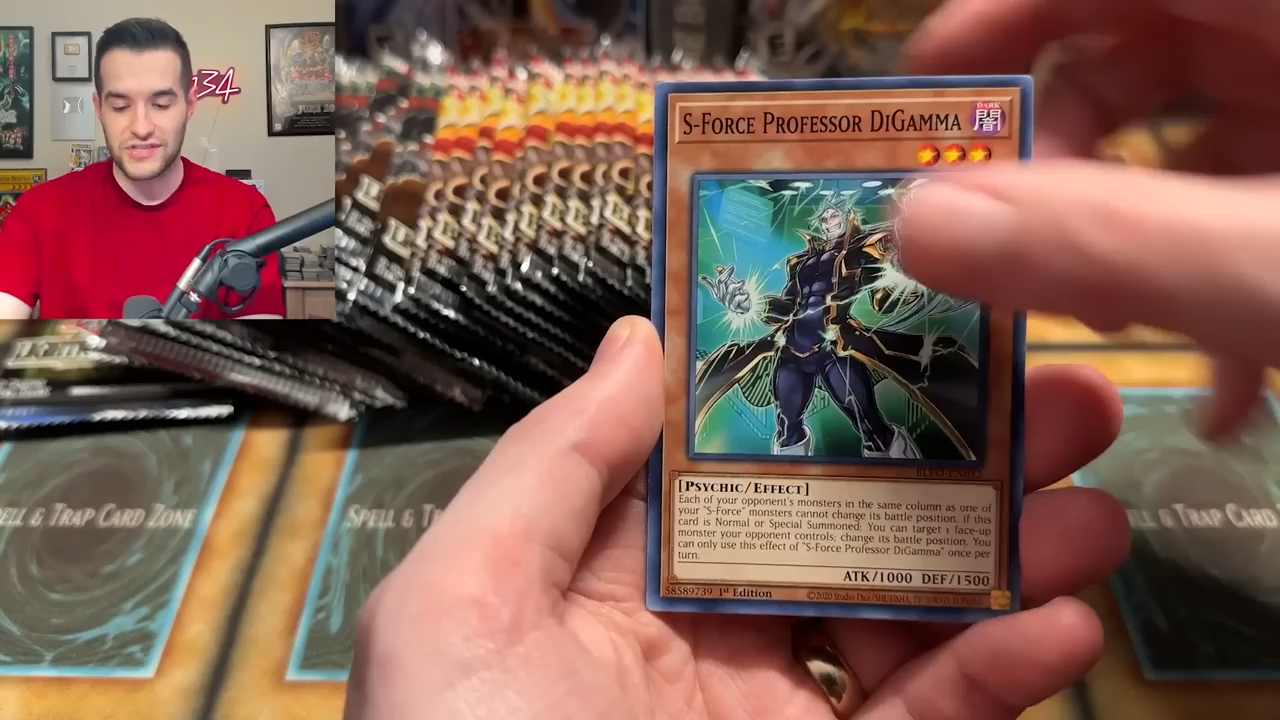 S-FORCE PROFESSOR DIGAMMA
DARK
闇
[PSYCHIC/EFFECT]
Each of your opponent's monsters in the same column as one of
your "S-Force" monsters cannot change its battle position. If this
card is Normal or Special Summoned: You can target 1 face-up
monster your opponent controls; change its battle position. You
can only use this effect of "S-Force Professor DiGamma" once per
turn.
ATK/1000 DEF/1500
58589739 1st Edition
©2020 Studio Dice/SHUEISHA, TV TOKYO, KONAMI
ELL & TRAP CARD ZONE
SPELL & T
LL & TRAP CARD